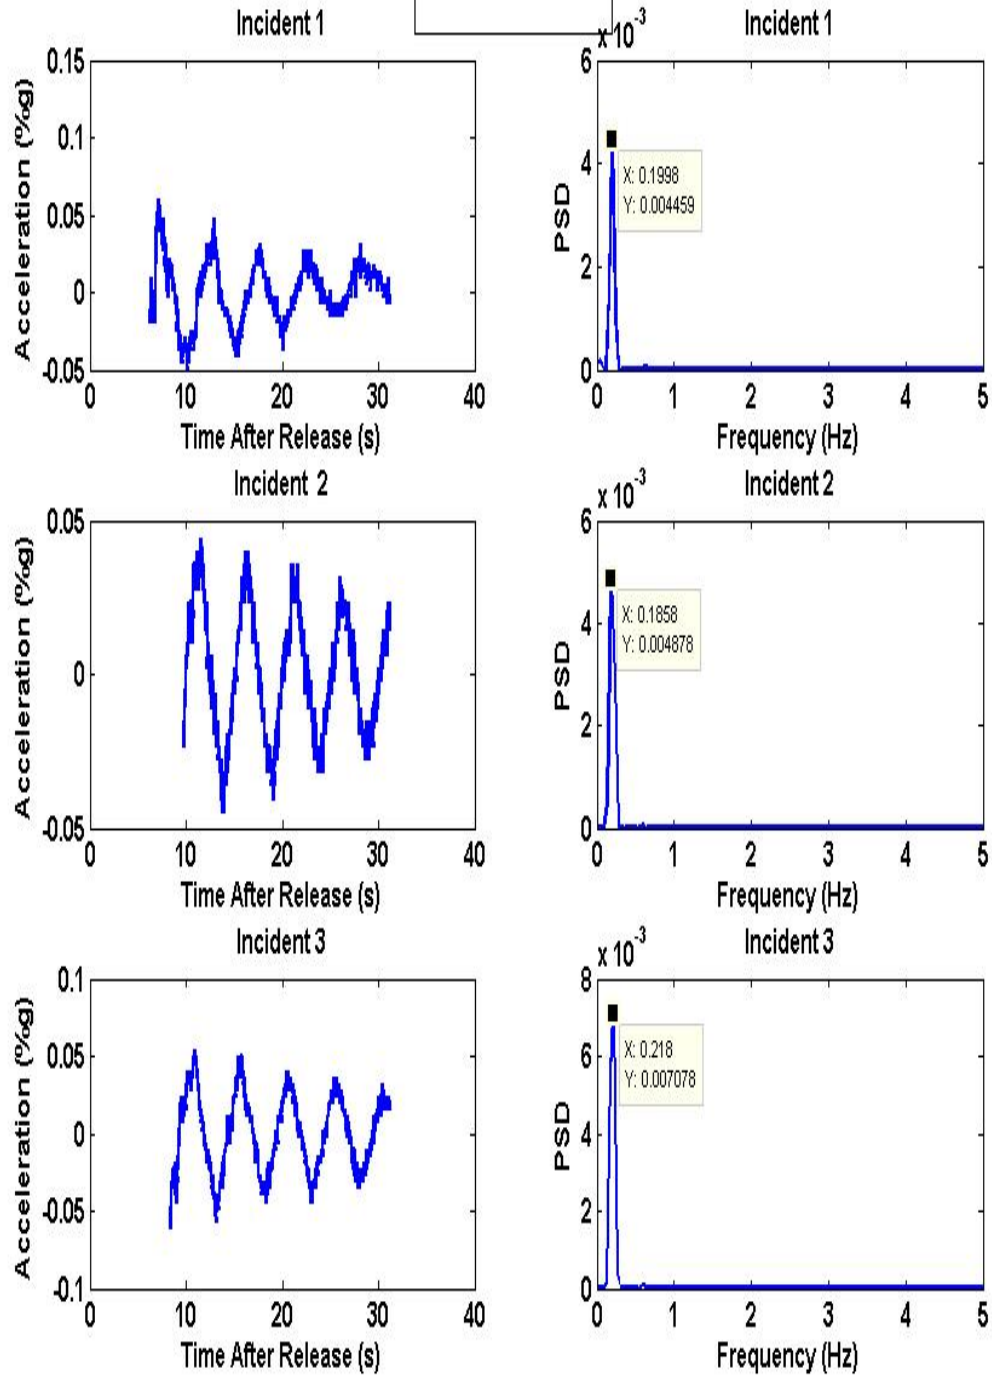 Incident 1
0.15
0.1
0.05
0
-0.05
Acceleration (%g)
0 10 20 30 40
Time After Release (s)
Incident 1
x 10-3
6
4
2
0
PSD
X: 0.1998
Y: 0.004459
0 1 2 3 4 5
Frequency (Hz)
Incident 2
0.05
0
-0.05
Acceleration (%g)
0 10 20 30 40
Time After Release (s)
Incident 2
x 10-3
6
4
2
0
PSD
X: 0.1858
Y: 0.004878
0 1 2 3 4 5
Frequency (Hz)
Incident 3
0.1
0.05
0
-0.05
-0.1
Acceleration (%g)
0 10 20 30 40
Time After Release (s)
Incident 3
x 10-3
8
6
4
2
0
PSD
X: 0.218
Y: 0.007078
0 1 2 3 4 5
Frequency (Hz)